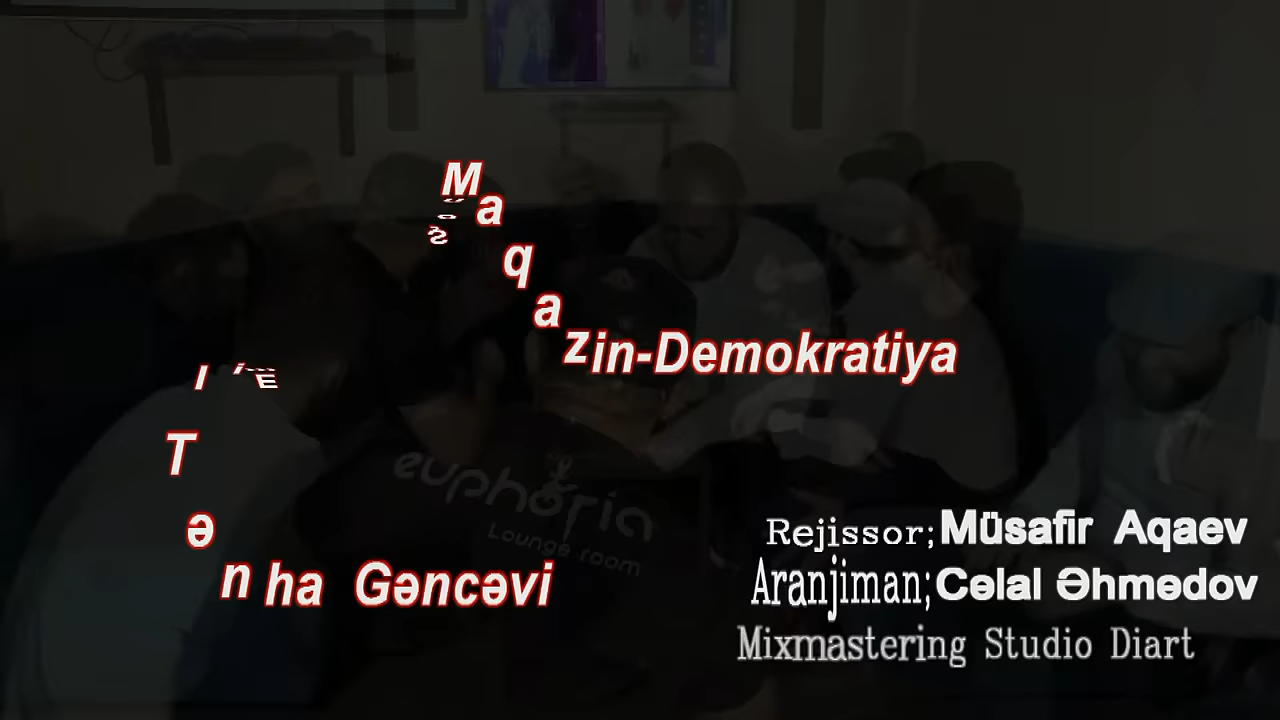 Maqazin-Demokratiya
Tənha Gəncəvi
euphoria
Lounge room
Rejissor;Müsafir Aqaev
Aranjiman;Cəlal Əhmədov
Mixmastering Studio Diart